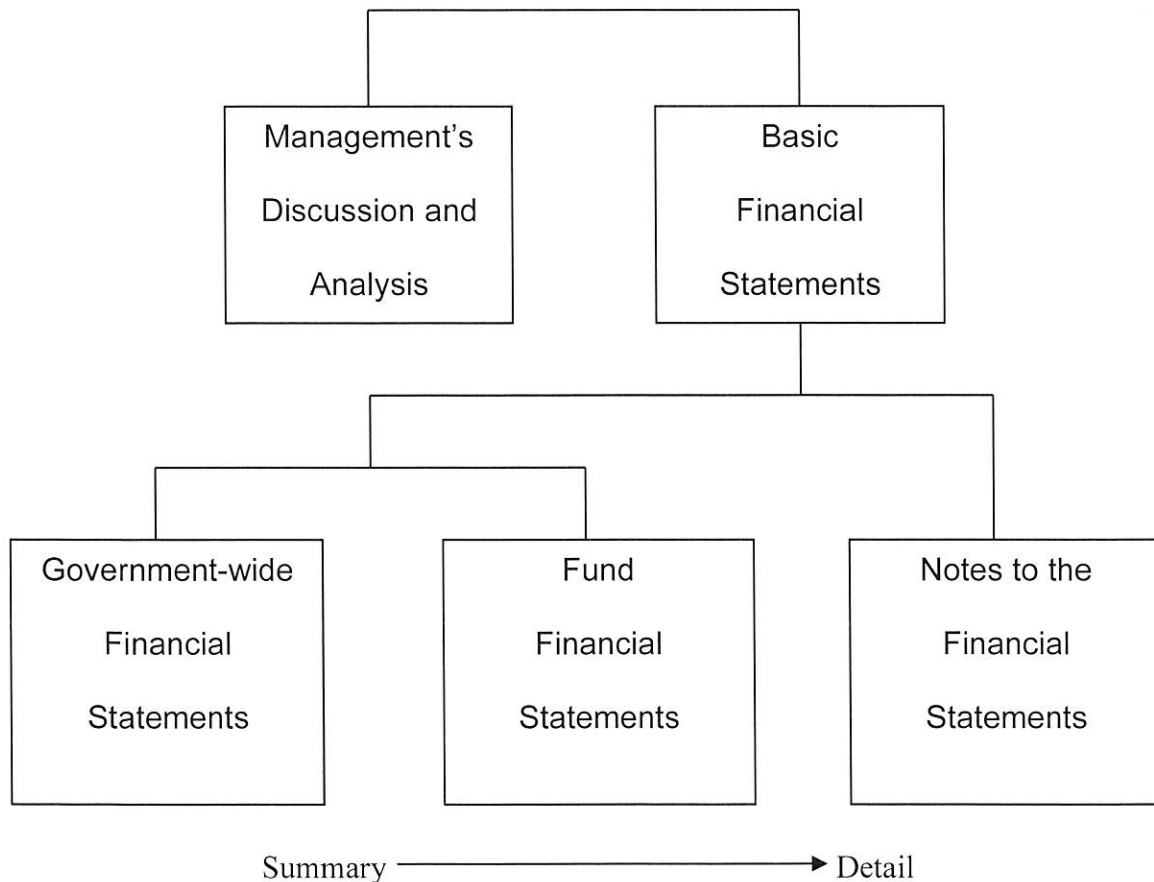 Management's
Discussion and
Analysis
Basic
Financial
Statements
Government-wide
Financial
Statements
Fund
Financial
Statements
Notes to the
Financial
Statements
Summary
Detail